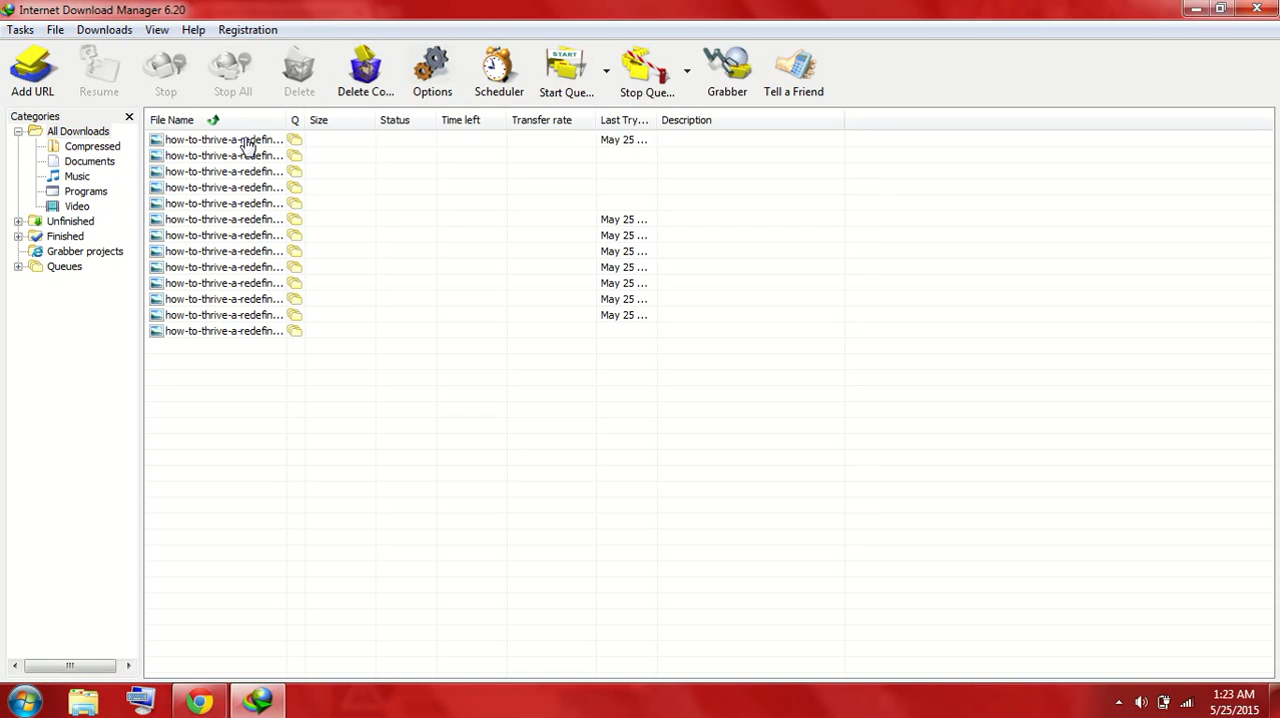 Internet Download Manager 6.20
Tasks File Downloads View Help Registration
Add URL Resume Stop Stop All Delete Delete Co... Options Scheduler Start Que... Stop Que... Grabber Tell a Friend
Categories
All Downloads
Compressed
Documents
Music
Programs
Video
Unfinished
Finished
Grabber projects
Queues
File Name Q Size Status Time left Transfer rate Last Try... Description
how-to-thrive-a-redefin... May 25 ...
how-to-thrive-a-redefin...
how-to-thrive-a-redefin...
how-to-thrive-a-redefin...
how-to-thrive-a-redefin...
how-to-thrive-a-redefin... May 25 ...
how-to-thrive-a-redefin... May 25 ...
how-to-thrive-a-redefin... May 25 ...
how-to-thrive-a-redefin... May 25 ...
how-to-thrive-a-redefin... May 25 ...
how-to-thrive-a-redefin... May 25 ...
how-to-thrive-a-redefin... May 25 ...
how-to-thrive-a-redefin...
1:23 AM
5/25/2015